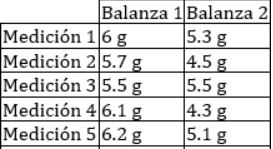 Balanza 1 Balanza 2
Medición 1 6 g 5.3 g
Medición 2 5.7 g 4.5 g
Medición 3 5.5 g 5.5 g
Medición 4 6.1 g 4.3 g
Medición 5 6.2 g 5.1 g